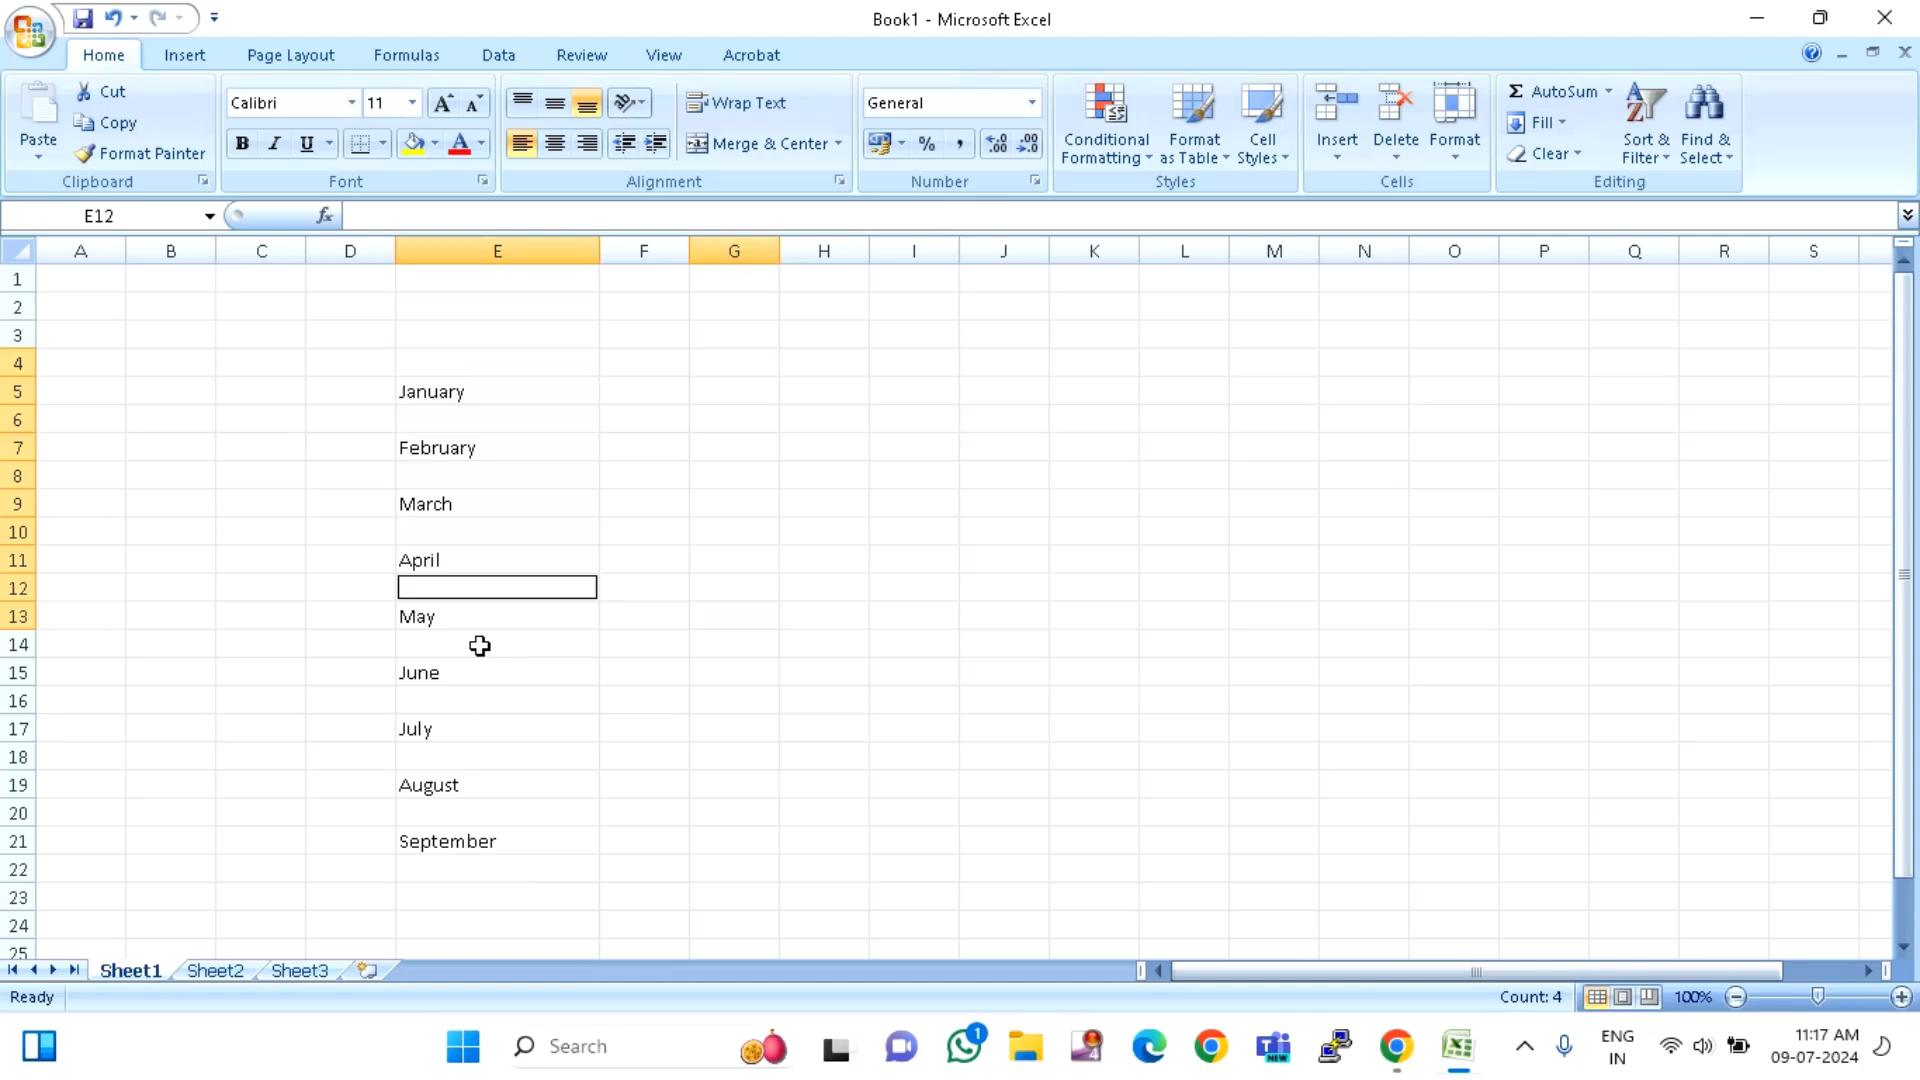 Book1 - Microsoft Excel
Home Insert Page Layout Formulas Data Review View Acrobat
Paste
Cut
Copy
Format Painter
Clipboard
Calibri 11
B I U
Font
Wrap Text
Merge & Center
Alignment
General
% ,
Number
Conditional Formatting
Format as Table
Cell Styles
Styles
Insert Delete Format
Cells
Σ AutoSum
Fill
Clear
Sort & Filter
Find & Select
Editing
E12 fx
A B C D E F G H I J K L M N O P Q R S
1
2
3
4
5 January
6
7 February
8
9 March
10
11 April
12
13 May
14
15 June
16
17 July
18
19 August
20
21 September
22
23
24
25
Sheet1 Sheet2 Sheet3
Ready Count: 4 100%
Search
1
4
NEW
ENG
IN
11:17 AM
09-07-2024